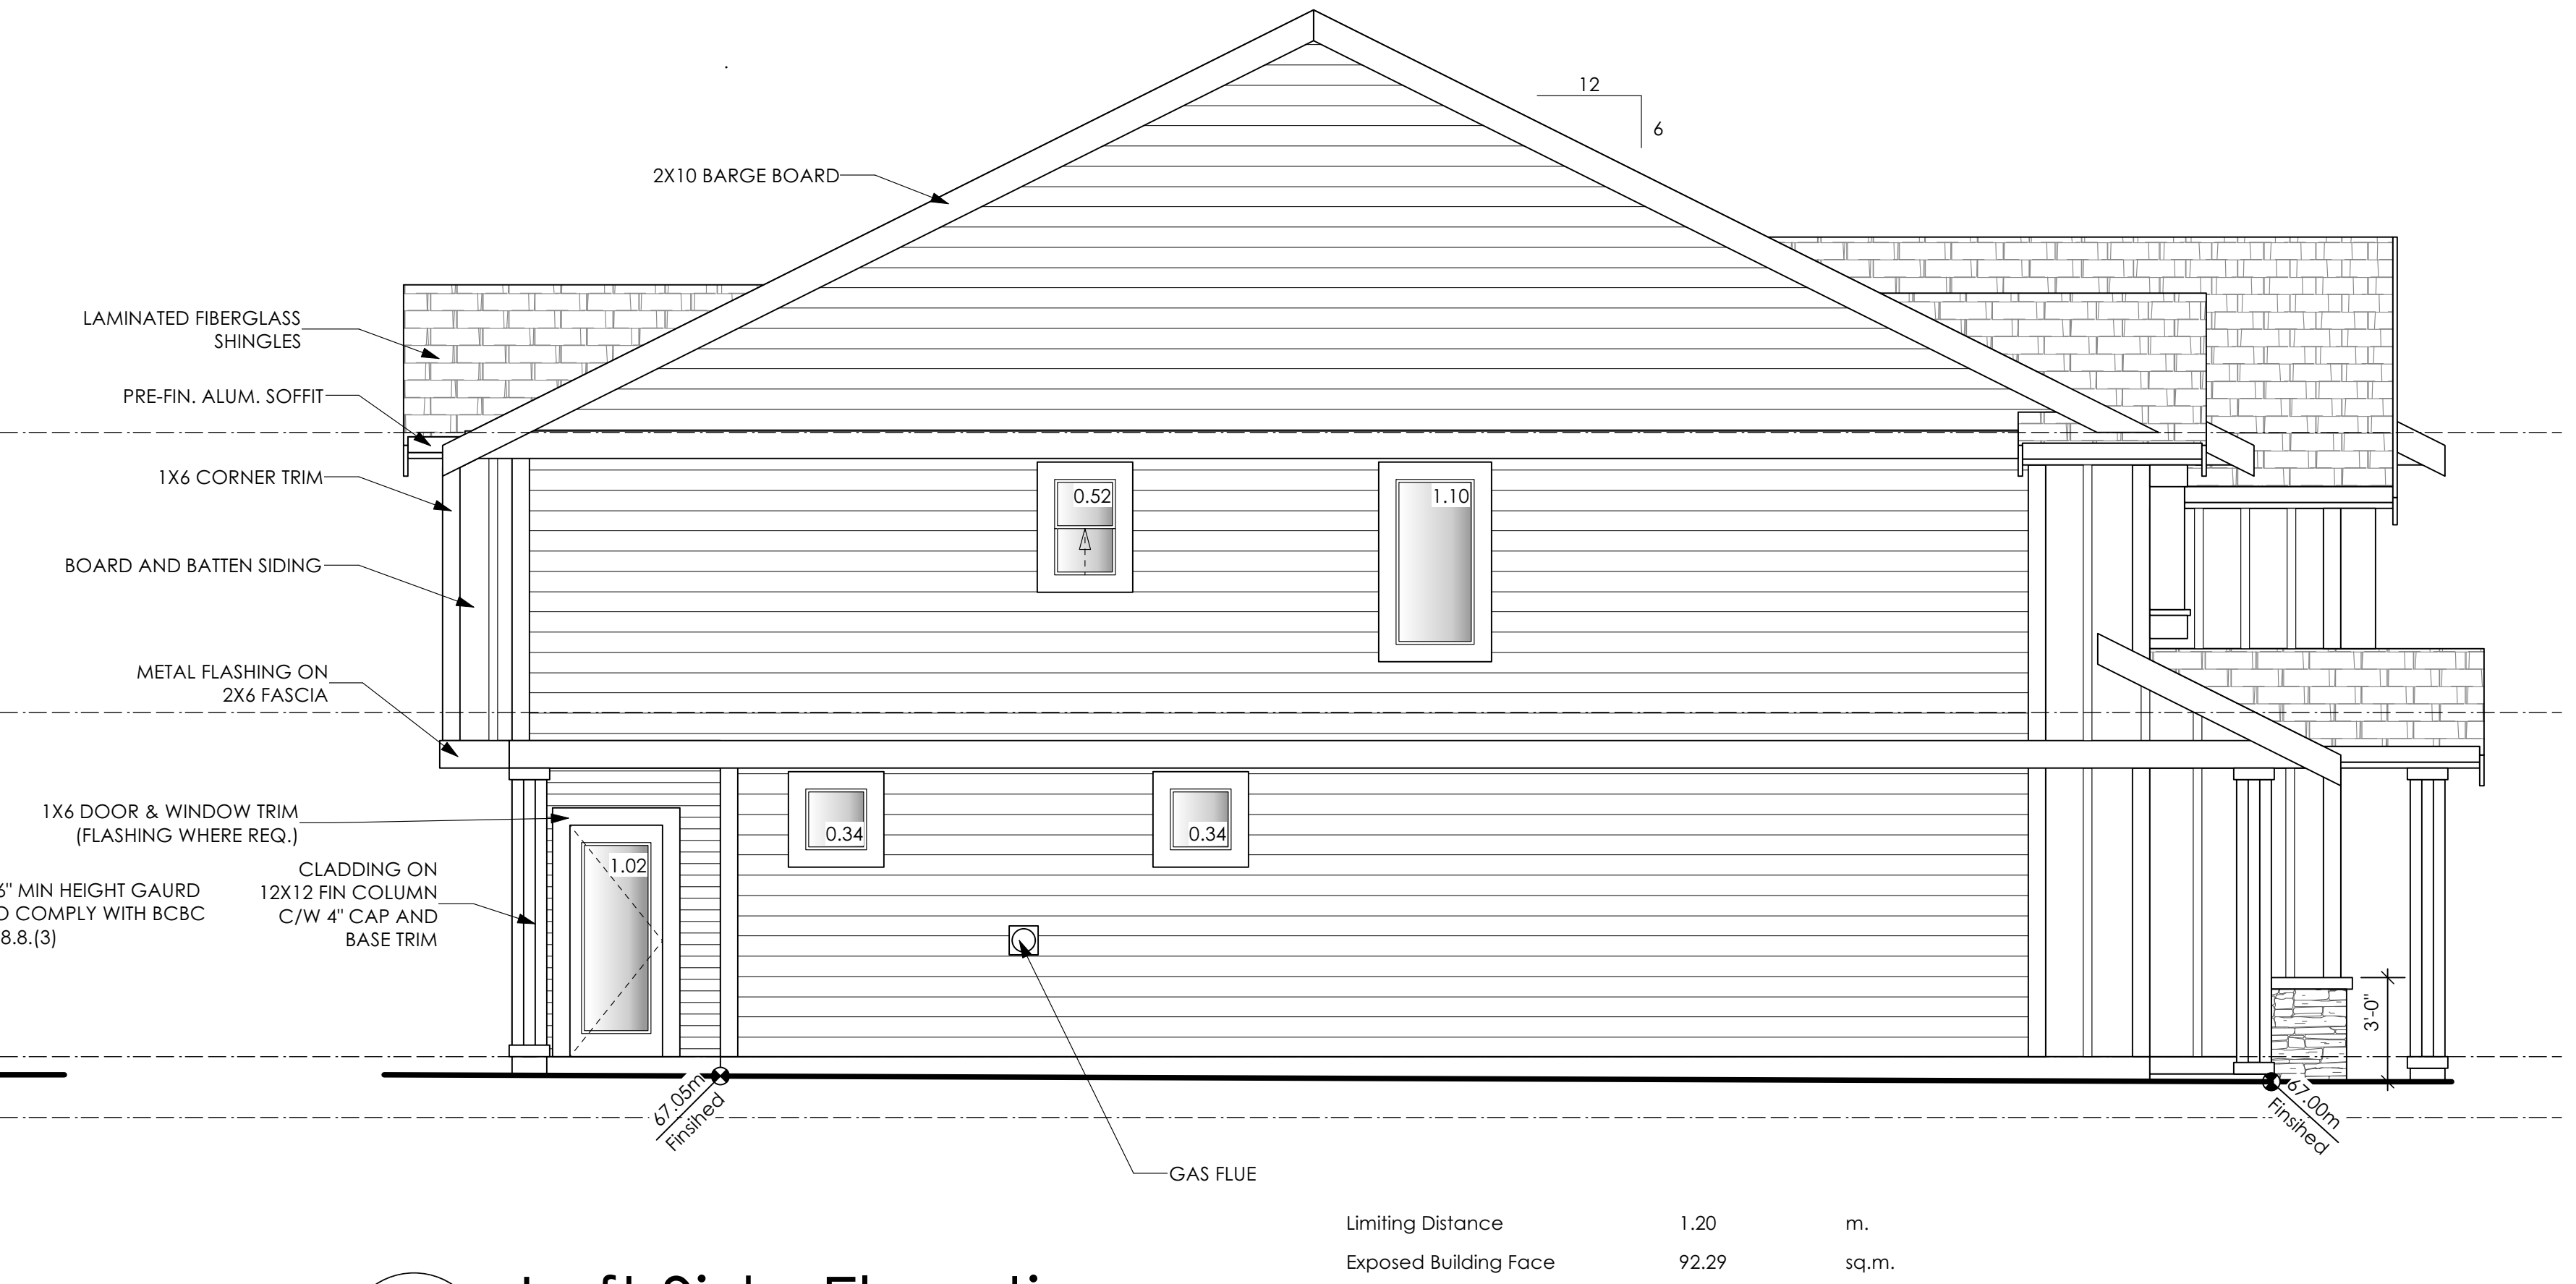 12
6
2X10 BARGE BOARD
LAMINATED FIBERGLASS
SHINGLES
PRE-FIN. ALUM. SOFFIT
1X6 CORNER TRIM
0.52
1.10
BOARD AND BATTEN SIDING
METAL FLASHING ON
2X6 FASCIA
1X6 DOOR & WINDOW TRIM
(FLASHING WHERE REQ.)
0.34
0.34
1.02
CLADDING ON
12X12 FIN COLUMN
C/W 4" CAP AND
BASE TRIM
6" MIN HEIGHT GAURD
O COMPLY WITH BCBC
8.8.(3)
3'-0"
67.05m
Finsihed
67.00m
Finsihed
GAS FLUE
Limiting Distance 1.20 m.
Exposed Building Face 92.29 sq.m.